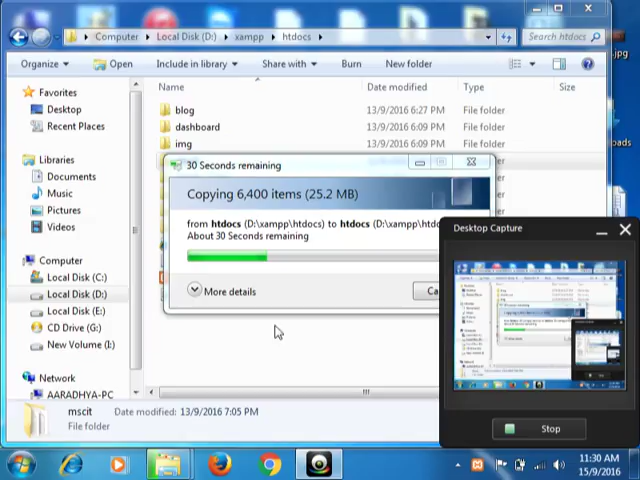 Computer Local Disk (D:) xampp htdocs
Search htdocs
.jpg
Organize Open Include in library Share with Burn New folder
Name Date modified Type Size
Favorites
Desktop
Recent Places
Libraries
Documents
Music
Pictures
Videos
Computer
Local Disk (C:)
Local Disk (D:)
Local Disk (E:)
CD Drive (G:)
New Volume (I:)
Network
AARADHYA-PC
blog 13/9/2016 6:27 PM File folder
dashboard 13/9/2016 6:09 PM File folder
img 13/9/2016 6:09 PM File folder
30 Seconds remaining
Copying 6,400 items (25.2 MB)
from htdocs (D:\xampp\htdocs) to htdocs (D:\xampp\htdo
About 30 Seconds remaining
More details
Ca
Desktop Capture
Stop
mscit Date modified: 13/9/2016 7:05 PM
File folder
11:30 AM
15/9/2016